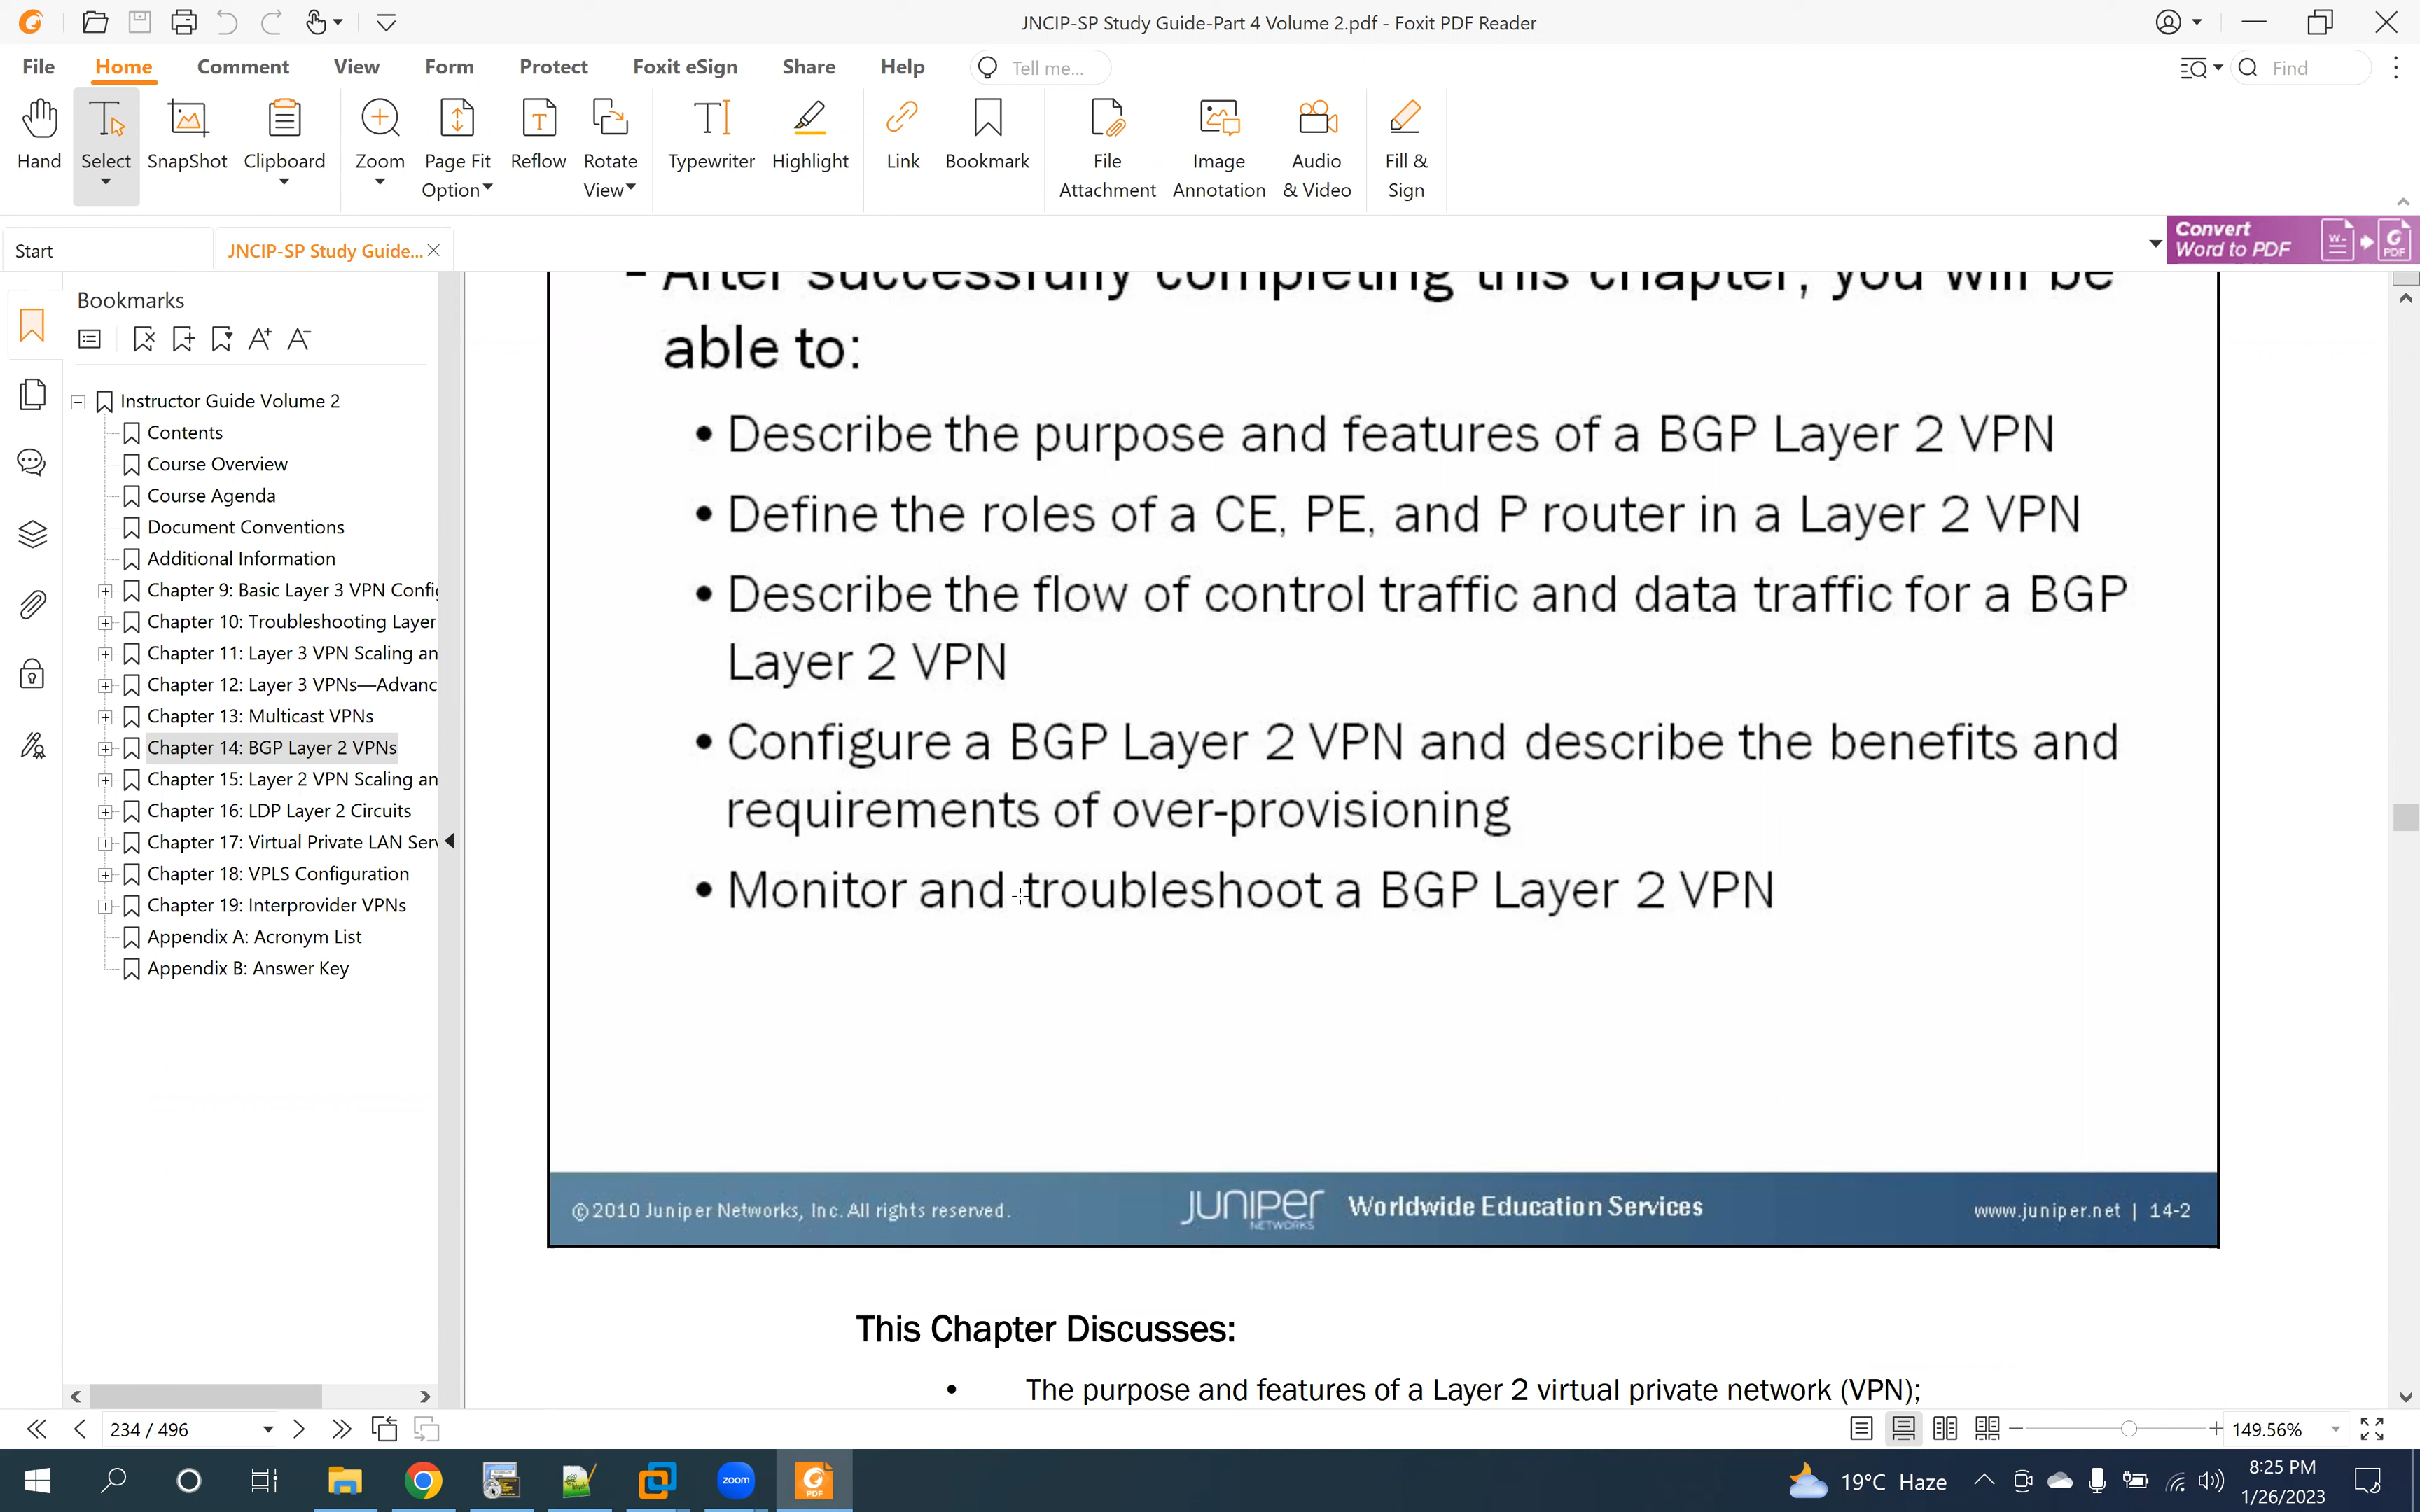 JNCIP-SP Study Guide-Part 4 Volume 2.pdf - Foxit PDF Reader
File Home Comment View Form Protect Foxit eSign Share Help Tell me... Find
Hand Select SnapShot Clipboard Zoom Page Fit Option Reflow Rotate View Typewriter Highlight Link Bookmark File Attachment Image Annotation Audio & Video Fill & Sign
Start JNCIP-SP Study Guide...
Convert
Word to PDF
Bookmarks
Instructor Guide Volume 2
Contents
Course Overview
Course Agenda
Document Conventions
Additional Information
Chapter 9: Basic Layer 3 VPN Config
Chapter 10: Troubleshooting Layer
Chapter 11: Layer 3 VPN Scaling an
Chapter 12: Layer 3 VPNs—Advanc
Chapter 13: Multicast VPNs
Chapter 14: BGP Layer 2 VPNs
Chapter 15: Layer 2 VPN Scaling an
Chapter 16: LDP Layer 2 Circuits
Chapter 17: Virtual Private LAN Serv
Chapter 18: VPLS Configuration
Chapter 19: Interprovider VPNs
Appendix A: Acronym List
Appendix B: Answer Key
After successfully completing this chapter, you will be
able to:
• Describe the purpose and features of a BGP Layer 2 VPN
• Define the roles of a CE, PE, and P router in a Layer 2 VPN
• Describe the flow of control traffic and data traffic for a BGP
Layer 2 VPN
• Configure a BGP Layer 2 VPN and describe the benefits and
requirements of over-provisioning
• Monitor and troubleshoot a BGP Layer 2 VPN
©2010 Juniper Networks, Inc. All rights reserved. JUNIPER NETWORKS Worldwide Education Services www.juniper.net | 14-2
This Chapter Discusses:
• The purpose and features of a Layer 2 virtual private network (VPN);
234 / 496
149.56%
zoom
PDF
19°C Haze
8:25 PM
1/26/2023